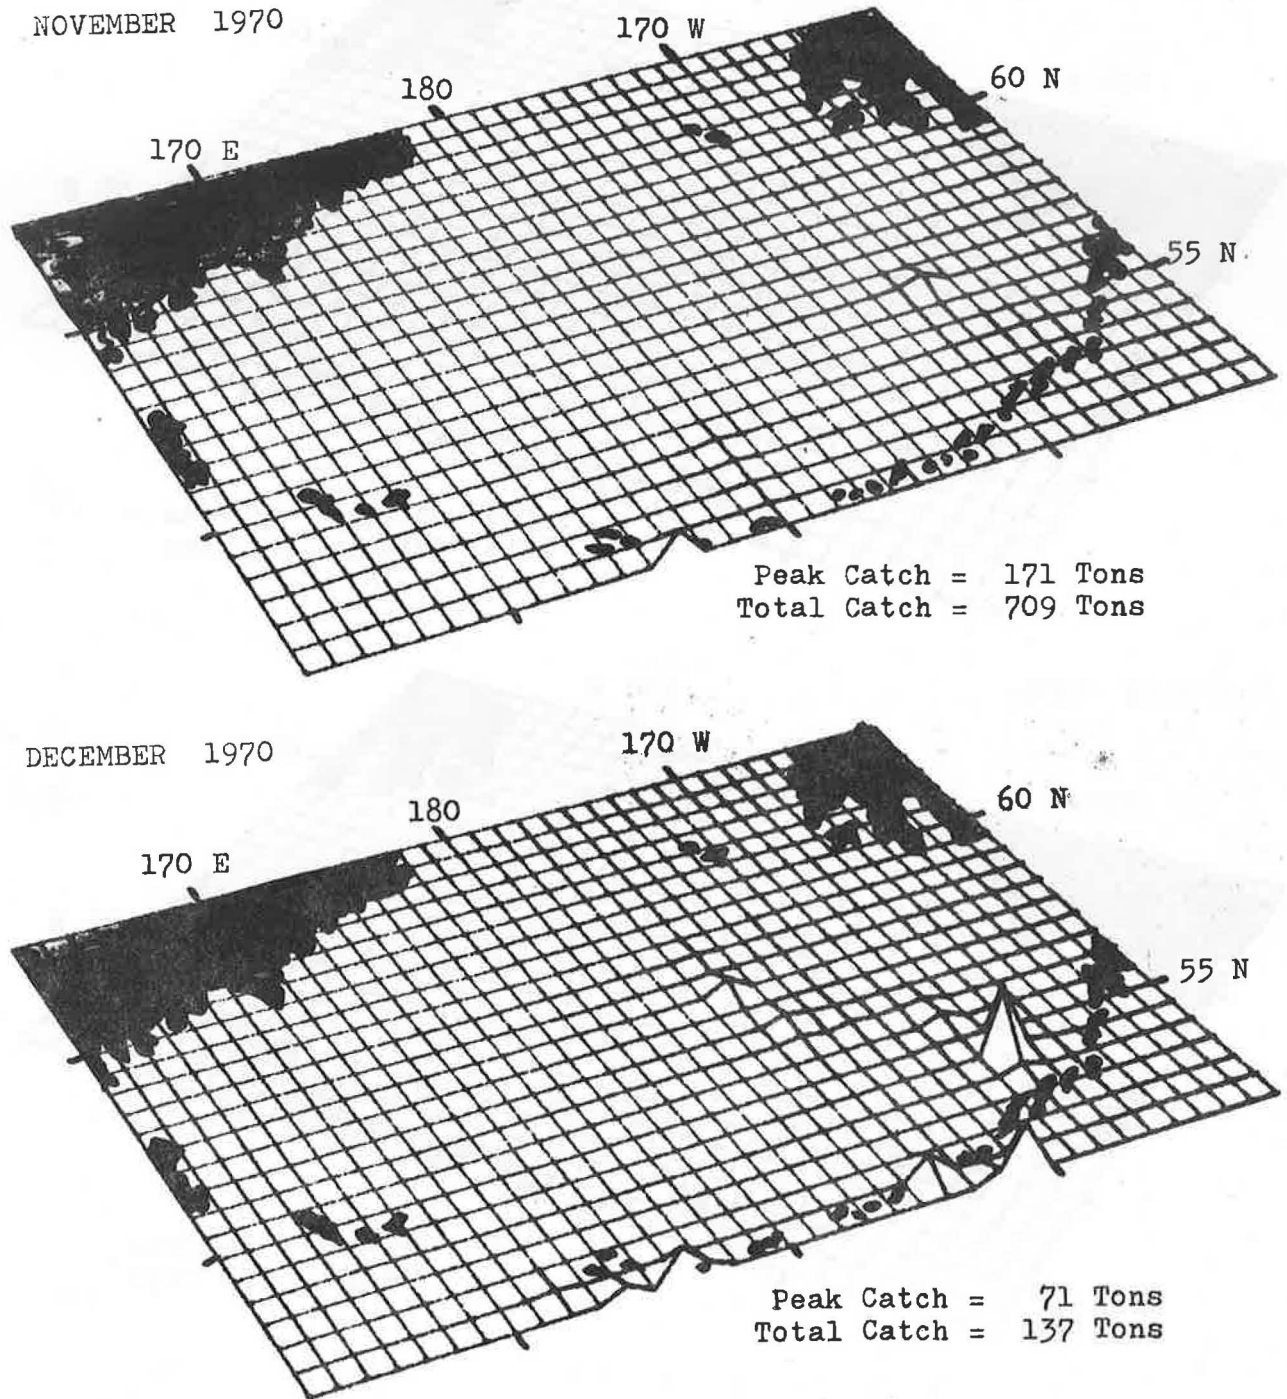 NOVEMBER 1970
170 W
180
60 N
170 E
55 N
Peak Catch = 171 Tons
Total Catch = 709 Tons
DECEMBER 1970
170 W
180
60 N
170 E
55 N
Peak Catch = 71 Tons
Total Catch = 137 Tons